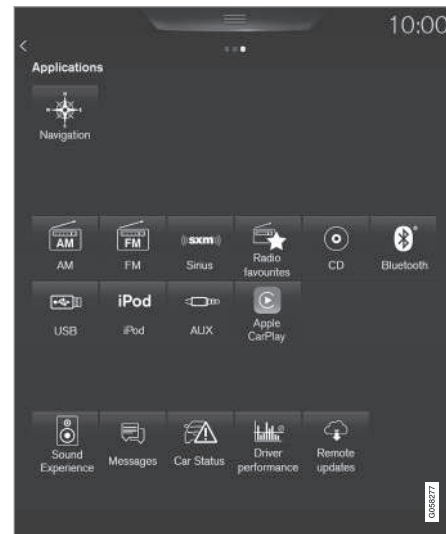 10:00
Applications
Navigation
AM
FM
sxm
AM
FM
Sirius
Radio
favourites
CD
Bluetooth
iPod
USB
iPod
AUX
Apple
CarPlay
Sound
Experience
Messages
Car Status
Driver
performance
Remote
updates
G058277